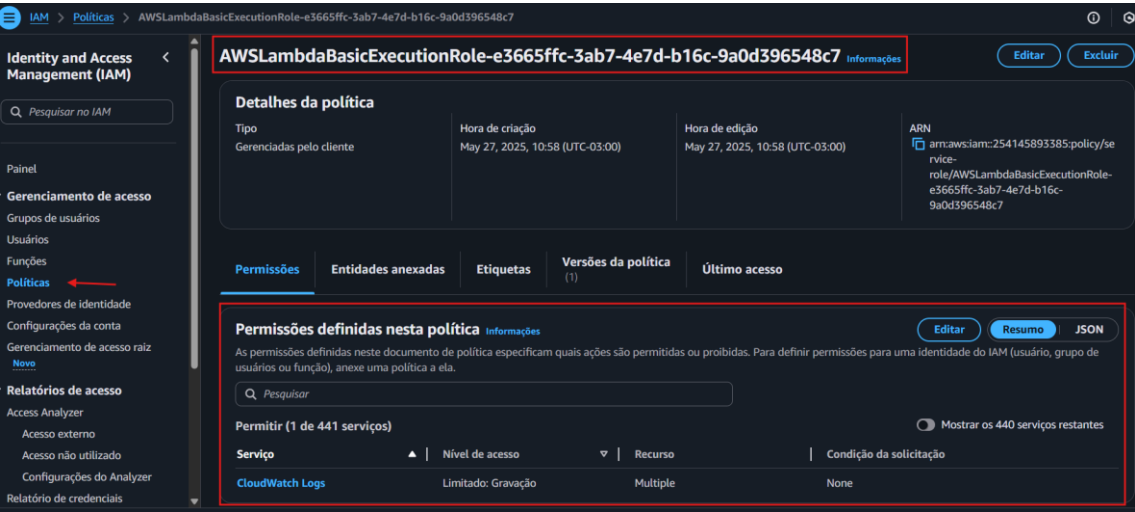 IAM > Políticas > AWSLambdaBasicExecutionRole-e3665ffc-3ab7-4e7d-b16c-9a0d396548c7
Identity and Access
Management (IAM)
Pesquisar no IAM
Painel
Gerenciamento de acesso
Grupos de usuários
Usuários
Funções
Políticas
Provedores de identidade
Configurações da conta
Gerenciamento de acesso raiz
Novo
Relatórios de acesso
Access Analyzer
Acesso externo
Acesso não utilizado
Configurações do Analyzer
Relatório de credenciais
AWSLambdaBasicExecutionRole-e3665ffc-3ab7-4e7d-b16c-9a0d396548c7 Informações
Editar
Excluir
Detalhes da política
Tipo
Gerenciadas pelo cliente
Hora de criação
May 27, 2025, 10:58 (UTC-03:00)
Hora de edição
May 27, 2025, 10:58 (UTC-03:00)
ARN
arn:aws:iam::254145893385:policy/se
rvice-
role/AWSLambdaBasicExecutionRole-
e3665ffc-3ab7-4e7d-b16c-
9a0d396548c7
Permissões
Entidades anexadas
Etiquetas
Versões da política
(1)
Último acesso
Permissões definidas nesta política Informações
Editar
Resumo
JSON
As permissões definidas neste documento de política especificam quais ações são permitidas ou proibidas. Para definir permissões para uma identidade do IAM (usuário, grupo de
usuários ou função), anexe uma política a ela.
Pesquisar
Permitir (1 de 441 serviços)
Mostrar os 440 serviços restantes
Serviço Nível de acesso Recurso Condição da solicitação
CloudWatch Logs Limitado: Gravação Multiple None